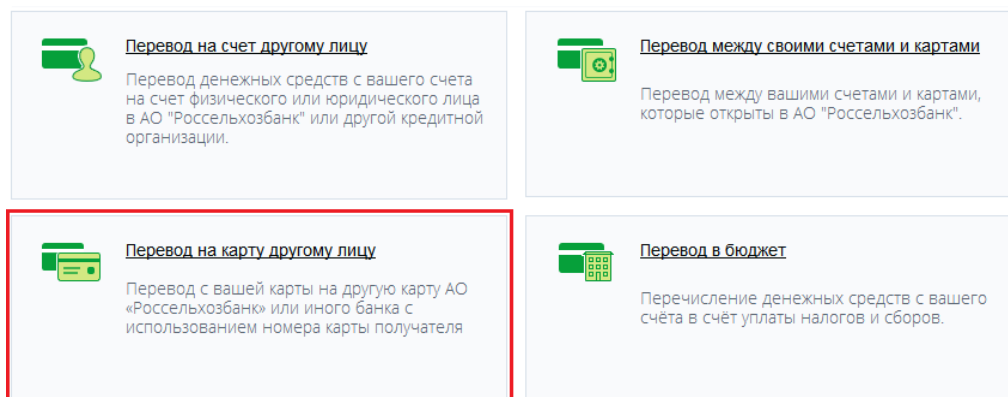 Перевод на счет другому лицу
Перевод денежных средств с вашего счета
на счет физического или юридического лица
в АО "Россельхозбанк" или другой кредитной
организации.
Перевод между своими счетами и картами
Перевод между вашими счетами и картами,
которые открыты в АО "Россельхозбанк".
Перевод на карту другому лицу
Перевод с вашей карты на другую карту АО
«Россельхозбанк» или иного банка с
использованием номера карты получателя
Перевод в бюджет
Перечисление денежных средств с вашего
счёта в счёт уплаты налогов и сборов.